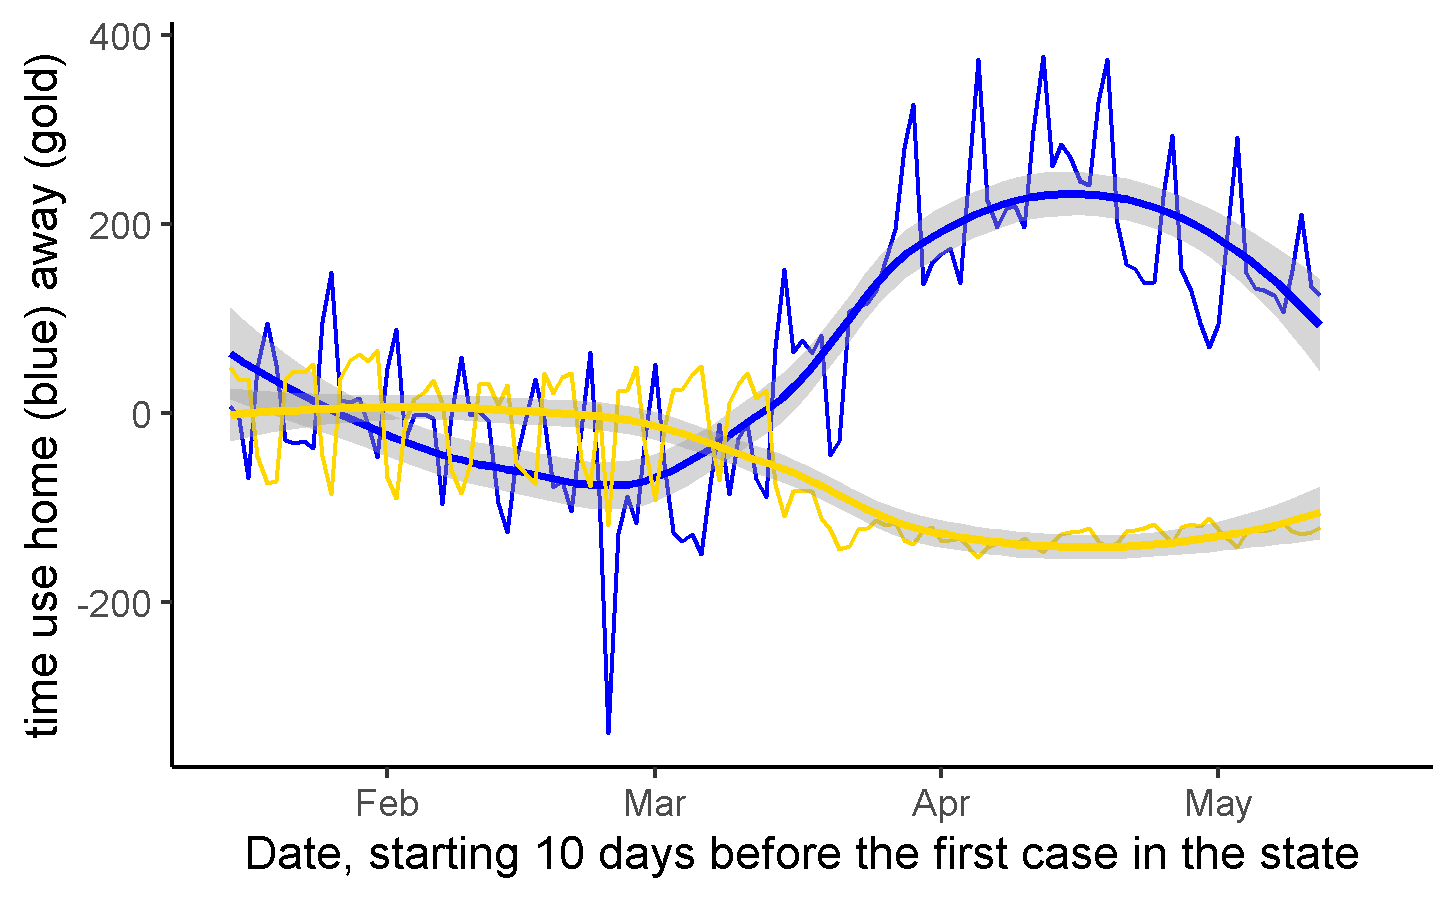 time use home (blue) away (gold)
400
200
0
-200
Feb Mar Apr May
Date, starting 10 days before the first case in the state